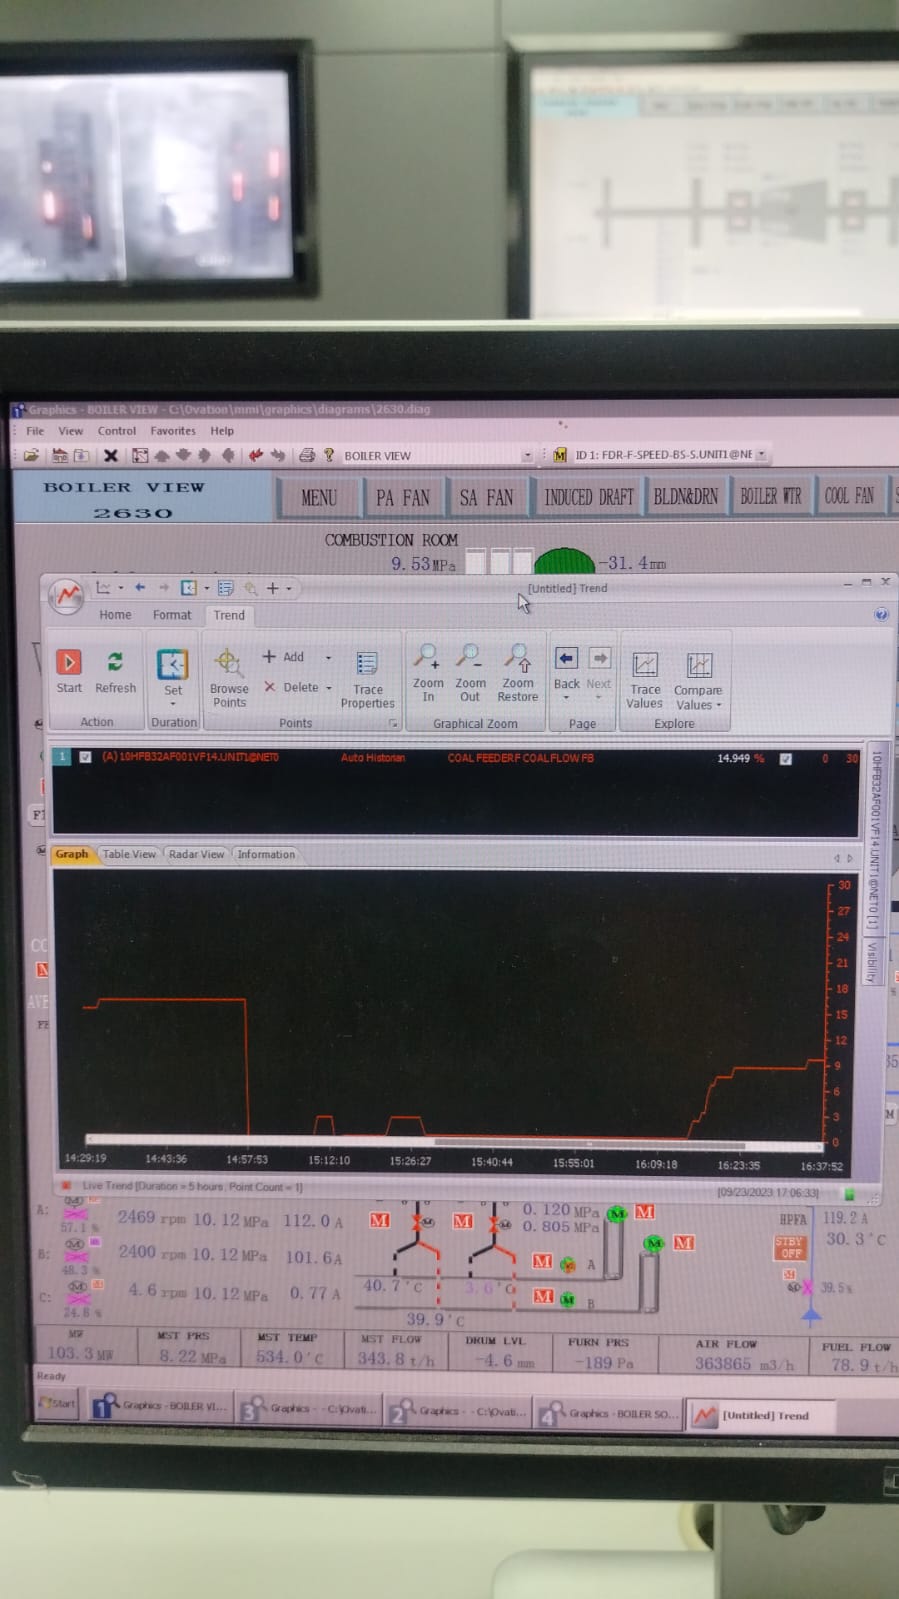 Graphics - BOILER VIEW - C:\Ovation\mmi\graphics\diagrams\2630.diag
File View Control Favorites Help
BOILER VIEW ID 1: FDR-F-SPEED-BS-S.UNIT1@NE
BOILER VIEW
2630
MENU PA FAN SA FAN INDUCED DRAFT BLDN&DRN BOILER WTR COOL FAN
COMBUSTION ROOM
9.53MPa -31.4mm
[Untitled] Trend
Home Format Trend
Start Refresh Set Browse Points Add Delete Trace Properties Zoom In Zoom Out Zoom Restore Back Next Trace Values Compare Values
Action Duration Points Graphical Zoom Page Explore
1 (A) 10HFB32AF001VF14.UNIT1@NET0 Auto Historian COAL FEEDER F COAL FLOW FB 14.949 % 0 30
10HFB32AF001VF14.UNIT1@NET0 [1] Visibility
Graph Table View Radar View Information
30
27
24
21
18
15
12
9
6
3
0
14:29:19 14:43:36 14:57:53 15:12:10 15:26:27 15:40:44 15:55:01 16:09:18 16:23:35 16:37:52
Live Trend [Duration = 5 hours, Point Count = 1] [09/23/2023 17:06:33]
A: 2469 rpm 10.12 MPa 112.0 A M M 0.120 MPa M M HPFA 119.2 A
57.1 % 0.805 MPa 30.3°C
B: 2400 rpm 10.12 MPa 101.6A M A M M STBY OFF
48.3 %
C: 4.6 rpm 10.12 MPa 0.77 A 40.7°C 3.6°C M B 39.5%
24.8 % 39.9°C
MW MST PRS MST TEMP MST FLOW DRUM LVL FURN PRS AIR FLOW FUEL FLOW
103.3 MW 8.22 MPa 534.0°C 343.8 t/h -4.6 mm -189 Pa 363865 m3/h 78.9 t/h
Ready
Start 1 Graphics - BOILER VI... 3 Graphics - - C:\Ovati... 2 Graphics - - C:\Ovati... 4 Graphics - BOILER SO... [Untitled] Trend